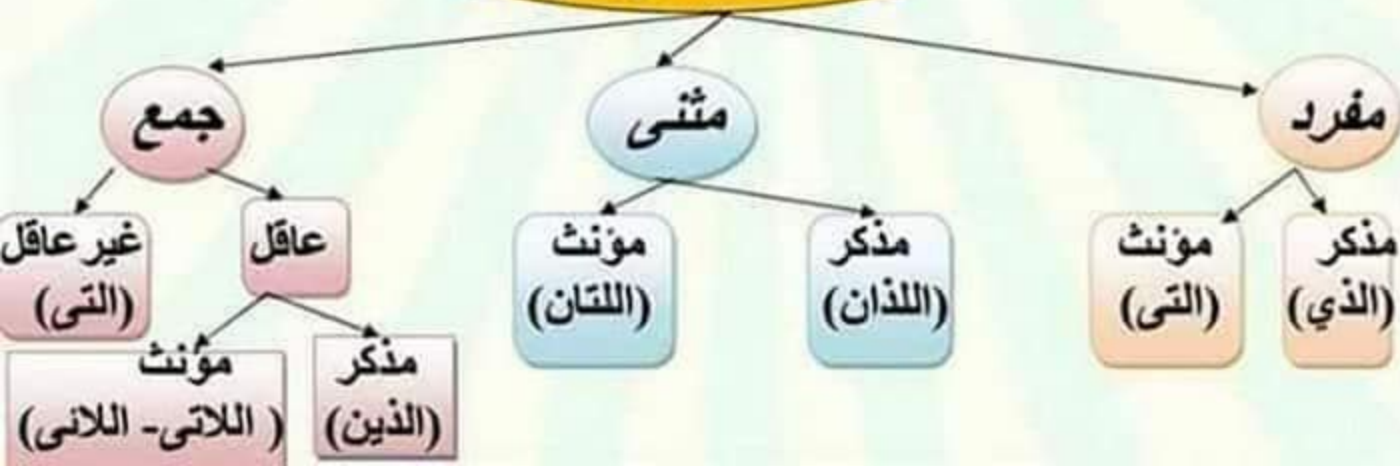 مفرد
مثنى
جمع
مذكر
(الذي)
مؤنث
(التى)
مذكر
(اللذان)
مؤنث
(اللتان)
عاقل
غير عاقل
(التى)
مذكر
(الذين)
مؤنث
( اللاتى- اللائى)